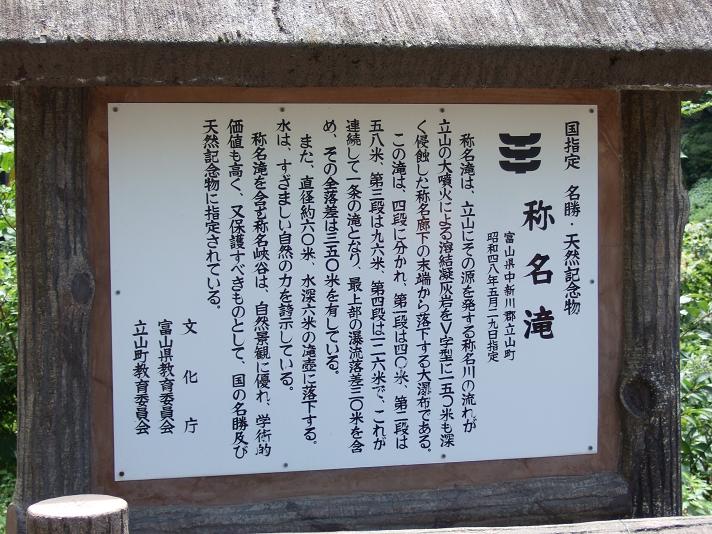 国指定 名勝・天然記念物
称名滝
富山県中新川郡立山町
昭和四八年五月二九日指定
称名滝は、立山にその源を発する称名川の流れが
立山の大噴火による溶結凝灰岩をV字型に一五〇米も深
く侵蝕した称名廊下の末端から落下する大瀑布である。
この滝は、四段に分かれ、第一段は四〇米、第二段は
五八米、第三段は九六米、第四段は一二六米で、これが
連続して一条の滝となり、最上部の瀑流落差三〇米を含
め、その全落差は三五〇米を有している。
また、直径約六〇米、水深六米の滝壺に落下する。
水は、すざましい自然の力を誇示している。
称名滝を含む称名峡谷は、自然景観に優れ、学術的
価値も高く、又保護すべきものとして、国の名勝及び
天然記念物に指定されている。
文化庁
富山県教育委員会
立山町教育委員会